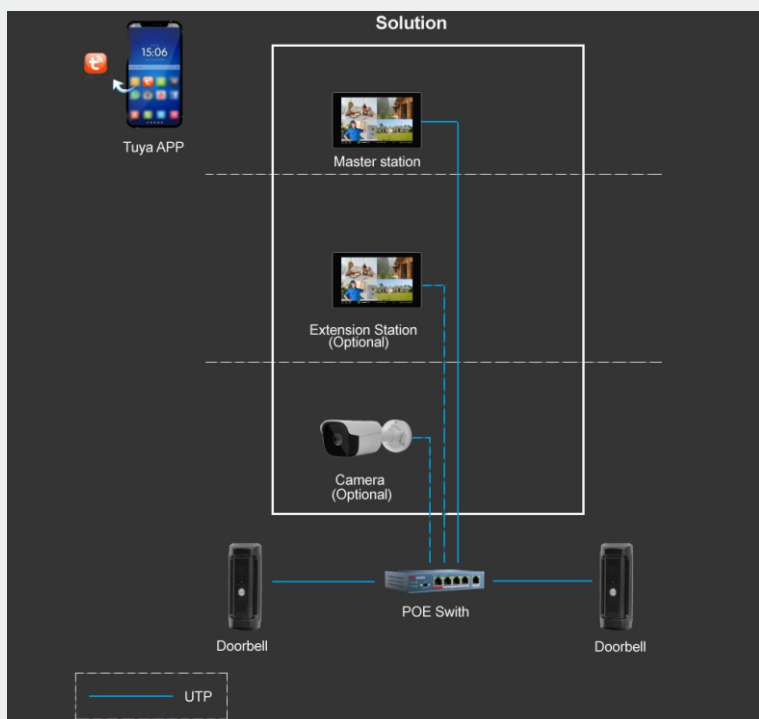 Solution
15:06
Tuya APP
Master station
Extension Station
(Optional)
Camera
(Optional)
POE Swith
Doorbell
Doorbell
UTP